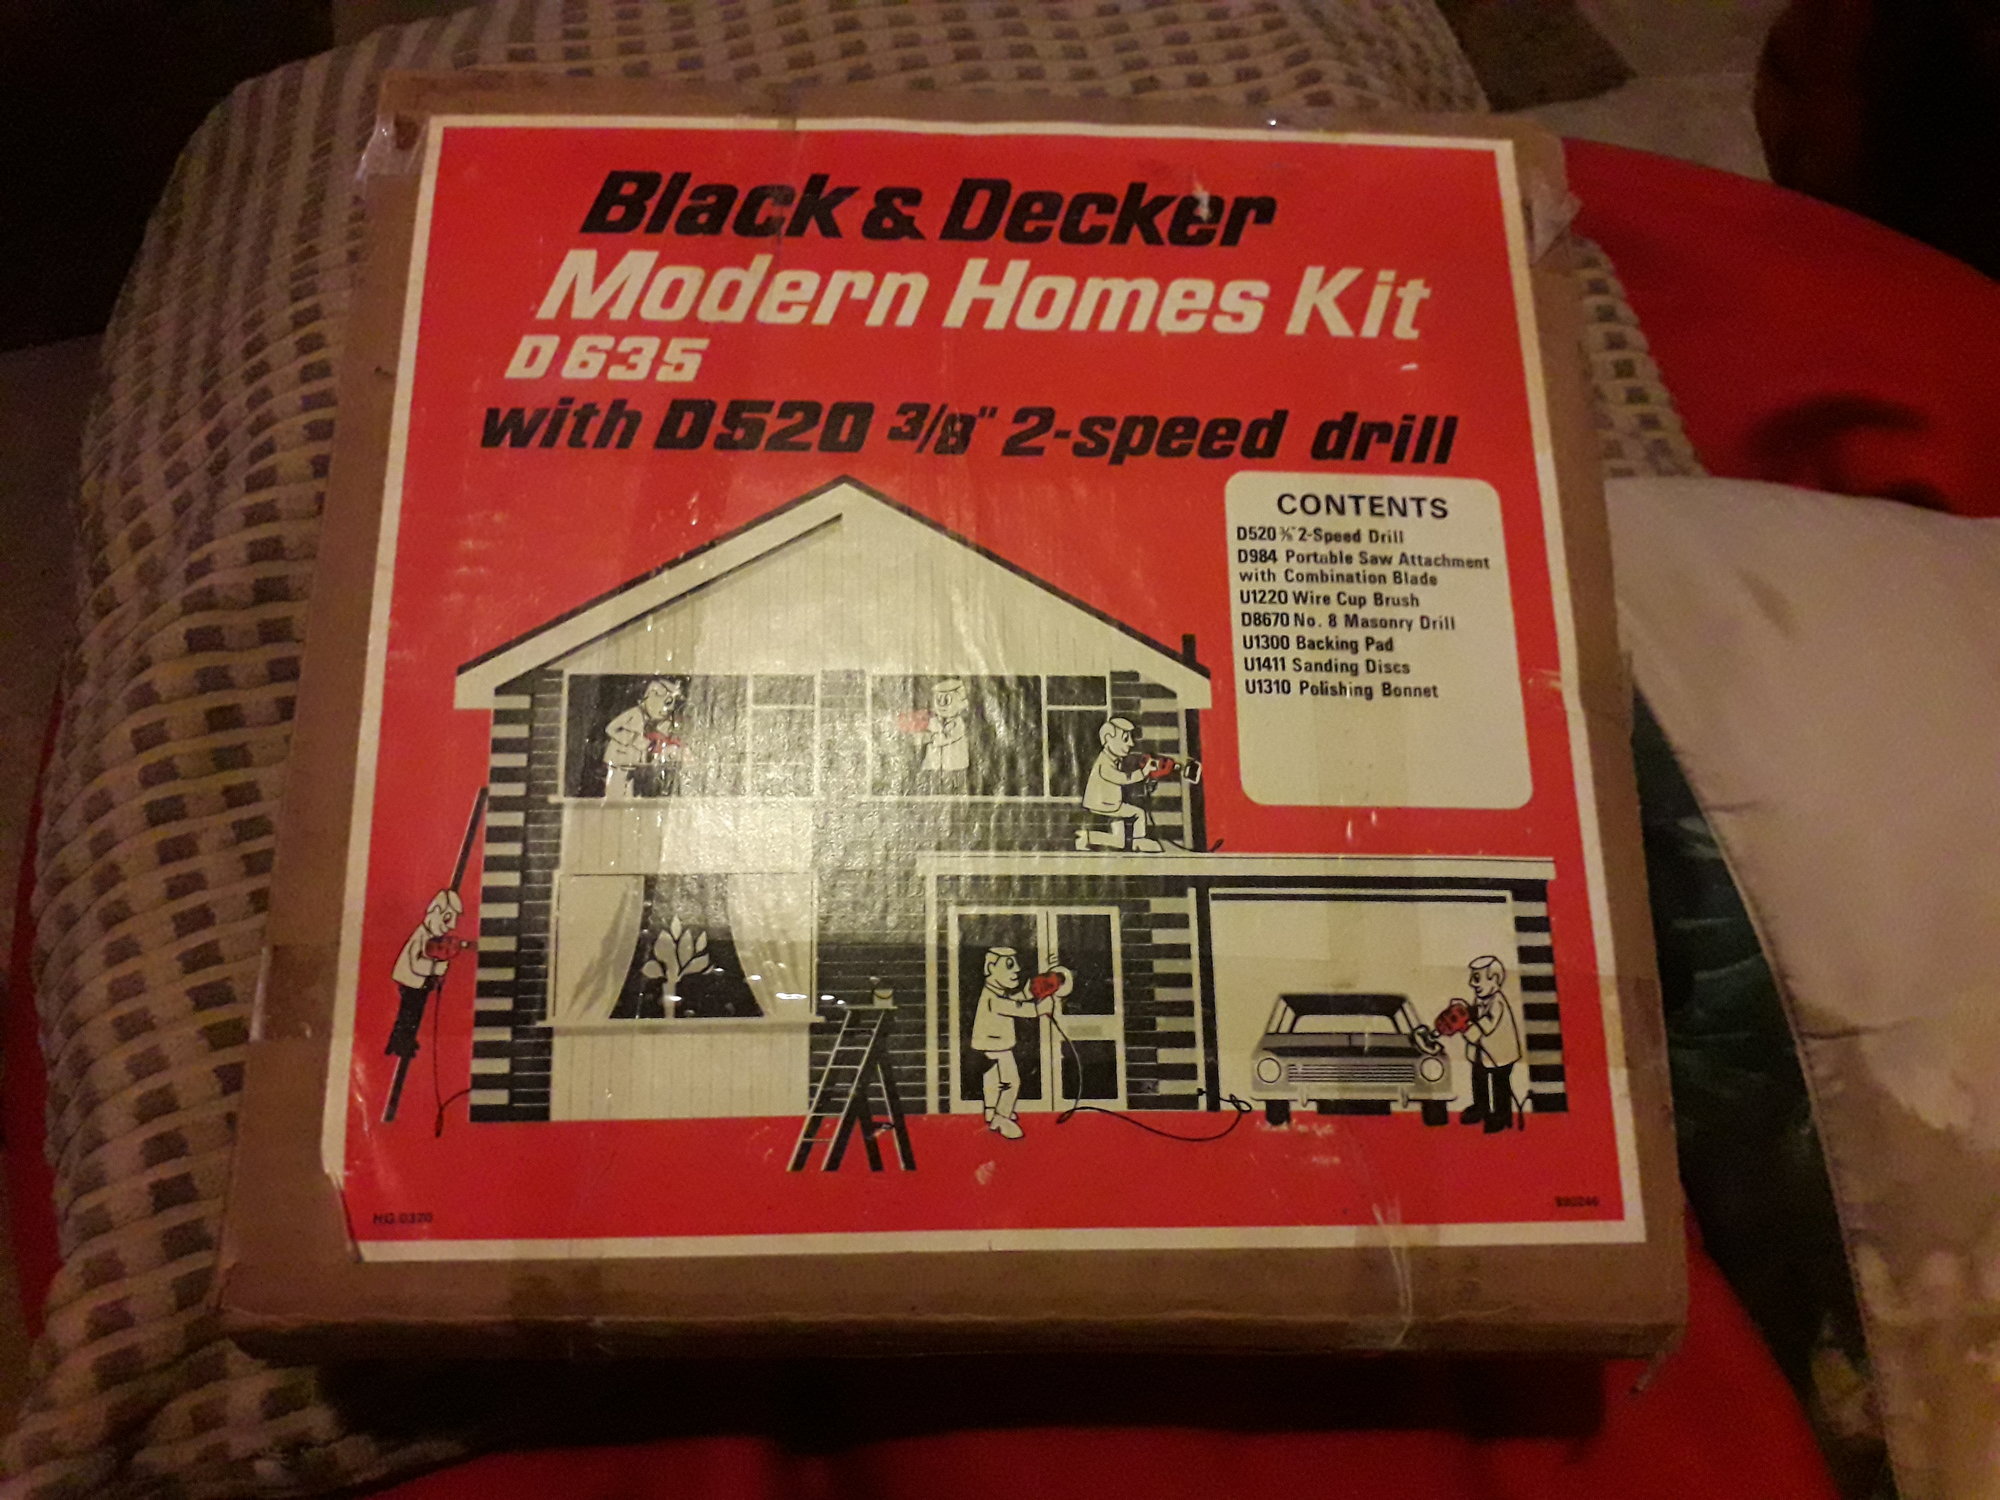 Black & Decker
Modern Homes Kit
D635
with D520 3/8" 2-speed drill
CONTENTS
D520 ⅜" 2-Speed Drill
D984 Portable Saw Attachment
with Combination Blade
U1220 Wire Cup Brush
D8670 No. 8 Masonry Drill
U1300 Backing Pad
U1411 Sanding Discs
U1310 Polishing Bonnet